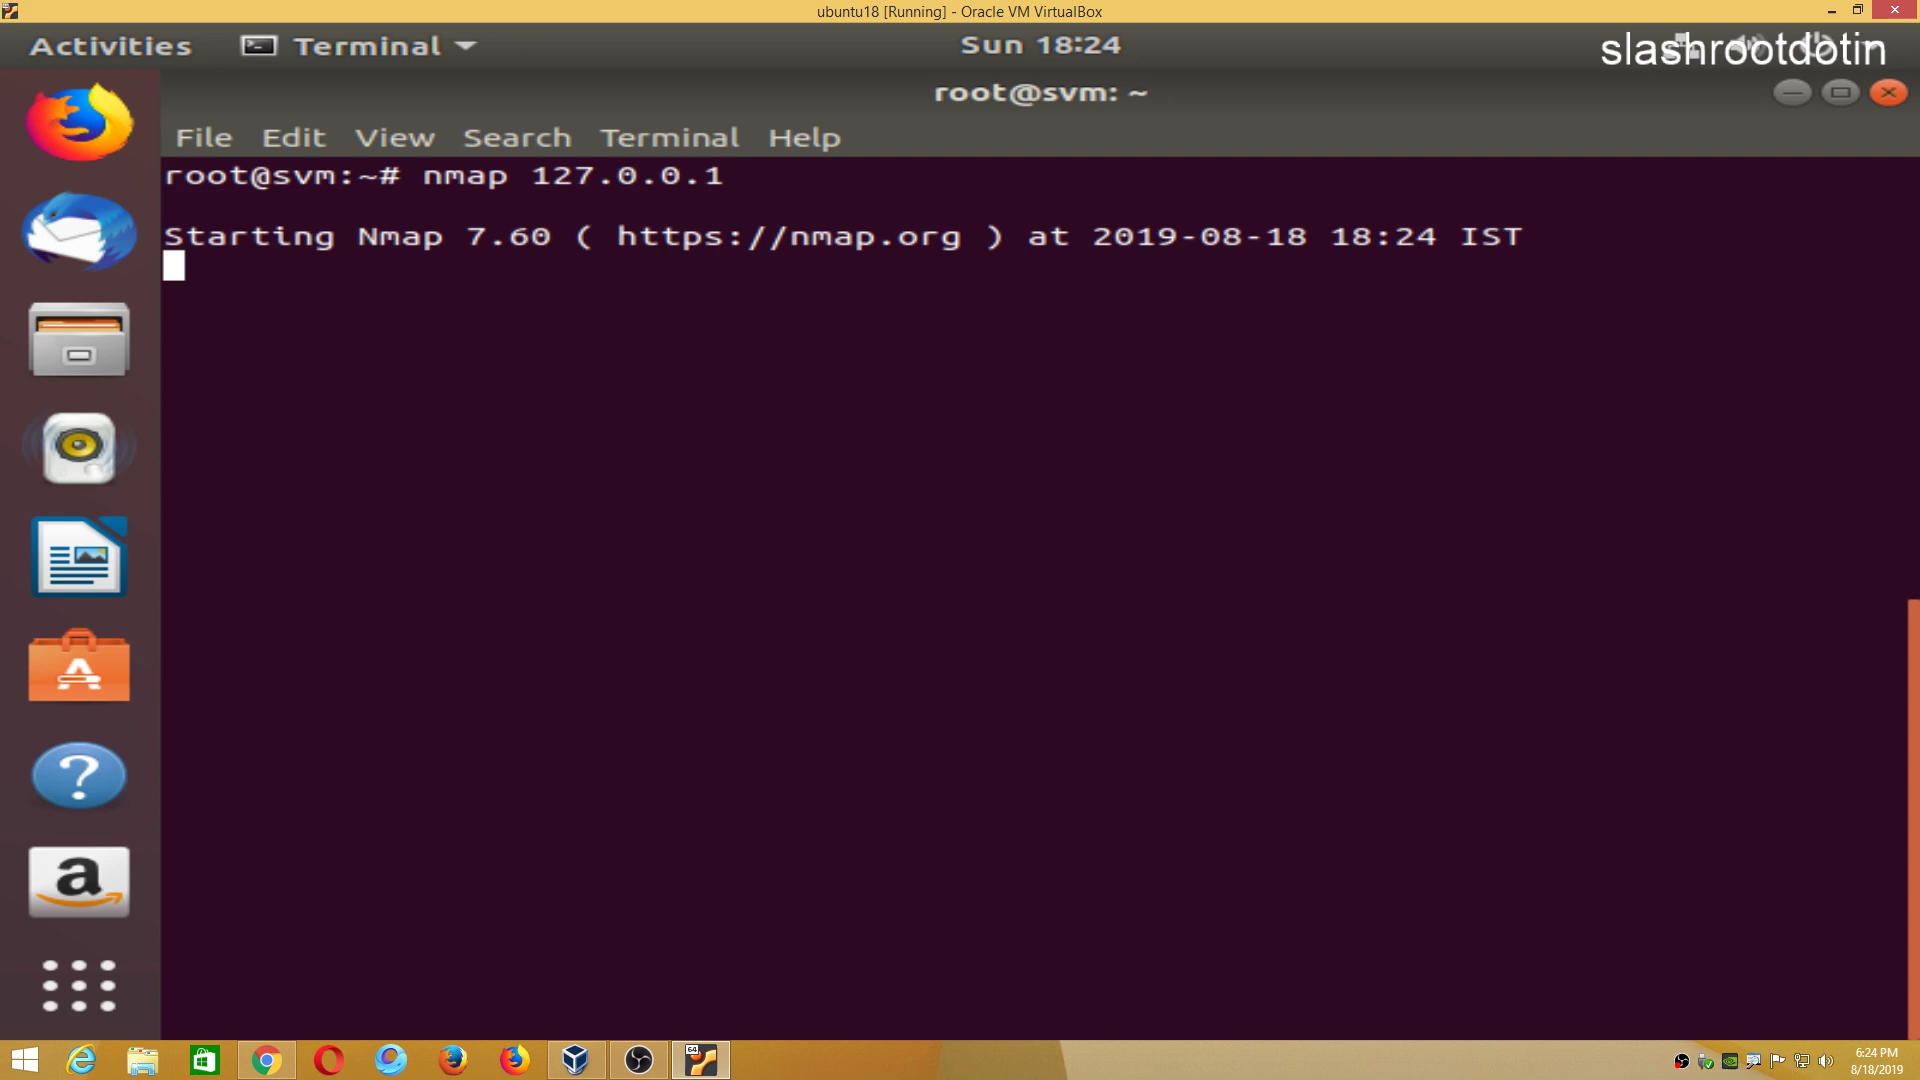 ubuntu18 [Running] - Oracle VM VirtualBox
Activities Terminal Sun 18:24 slashrootdotin
root@svm: ~
File Edit View Search Terminal Help
root@svm:~# nmap 127.0.0.1
Starting Nmap 7.60 ( https://nmap.org ) at 2019-08-18 18:24 IST
A
?
a
64
6:24 PM
8/18/2019